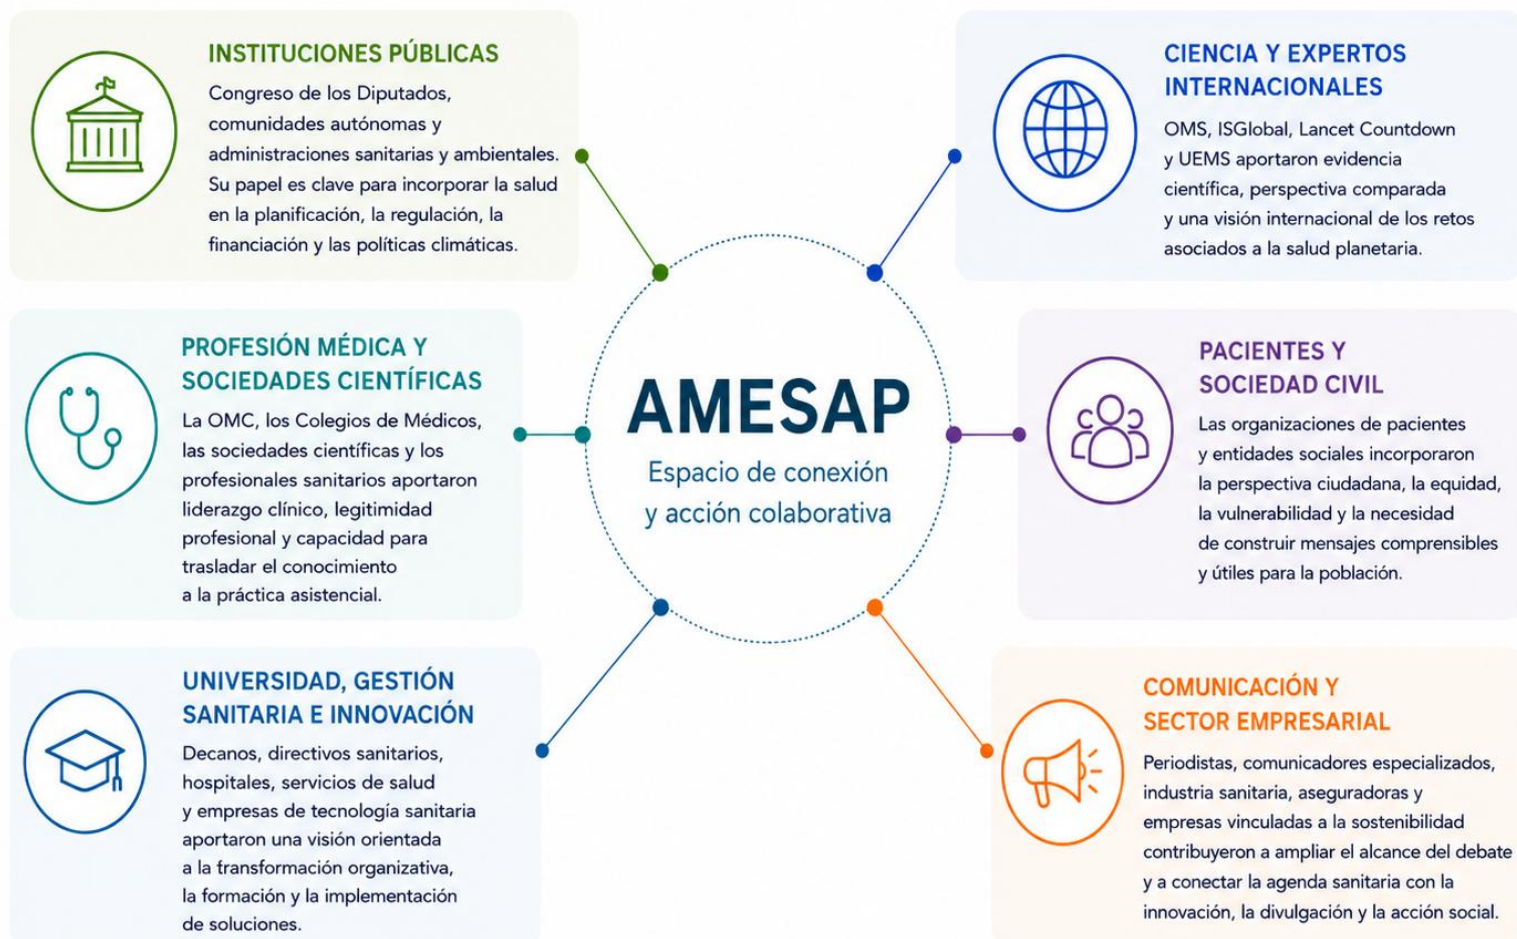 INSTITUCIONES PÚBLICAS
Congreso de los Diputados,
comunidades autónomas y
administraciones sanitarias y ambientales.
Su papel es clave para incorporar la salud
en la planificación, la regulación, la
financiación y las políticas climáticas.
PROFESIÓN MÉDICA Y
SOCIEDADES CIENTÍFICAS
La OMC, los Colegios de Médicos,
las sociedades científicas y los
profesionales sanitarios aportaron
liderazgo clínico, legitimidad
profesional y capacidad para
trasladar el conocimiento
a la práctica asistencial.
UNIVERSIDAD, GESTIÓN
SANITARIA E INNOVACIÓN
Decanos, directivos sanitarios,
hospitales, servicios de salud
y empresas de tecnología sanitaria
aportaron una visión orientada
a la transformación organizativa,
la formación y la implementación
de soluciones.
AMESAP
Espacio de conexión
y acción colaborativa
CIENCIA Y EXPERTOS
INTERNACIONALES
OMS, ISGlobal, Lancet Countdown
y UEMS aportaron evidencia
científica, perspectiva comparada
y una visión internacional de los retos
asociados a la salud planetaria.
PACIENTES Y
SOCIEDAD CIVIL
Las organizaciones de pacientes
y entidades sociales incorporaron
la perspectiva ciudadana, la equidad,
la vulnerabilidad y la necesidad
de construir mensajes comprensibles
y útiles para la población.
COMUNICACIÓN Y
SECTOR EMPRESARIAL
Periodistas, comunicadores especializados,
industria sanitaria, aseguradoras y
empresas vinculadas a la sostenibilidad
contribuyeron a ampliar el alcance del debate
y a conectar la agenda sanitaria con la
innovación, la divulgación y la acción social.